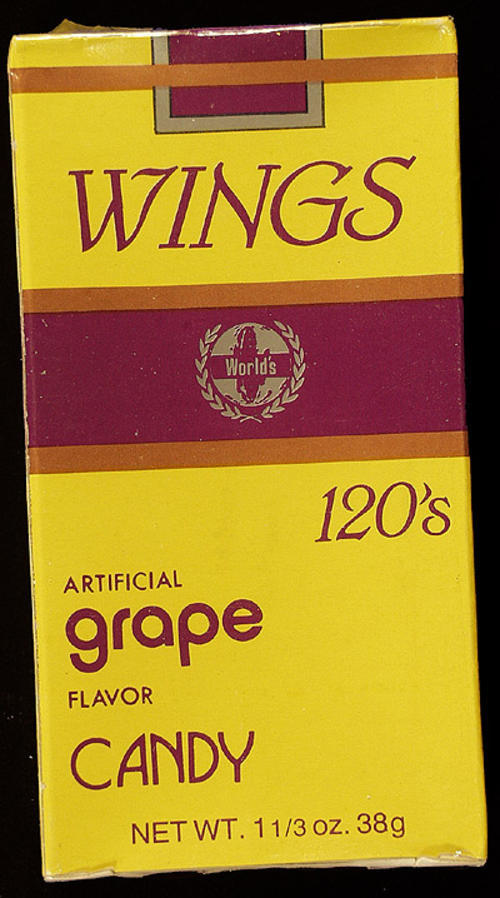 WINGS
World's
120's
ARTIFICIAL
grape
FLAVOR
CANDY
NET WT. 1 1/3 oz. 38g